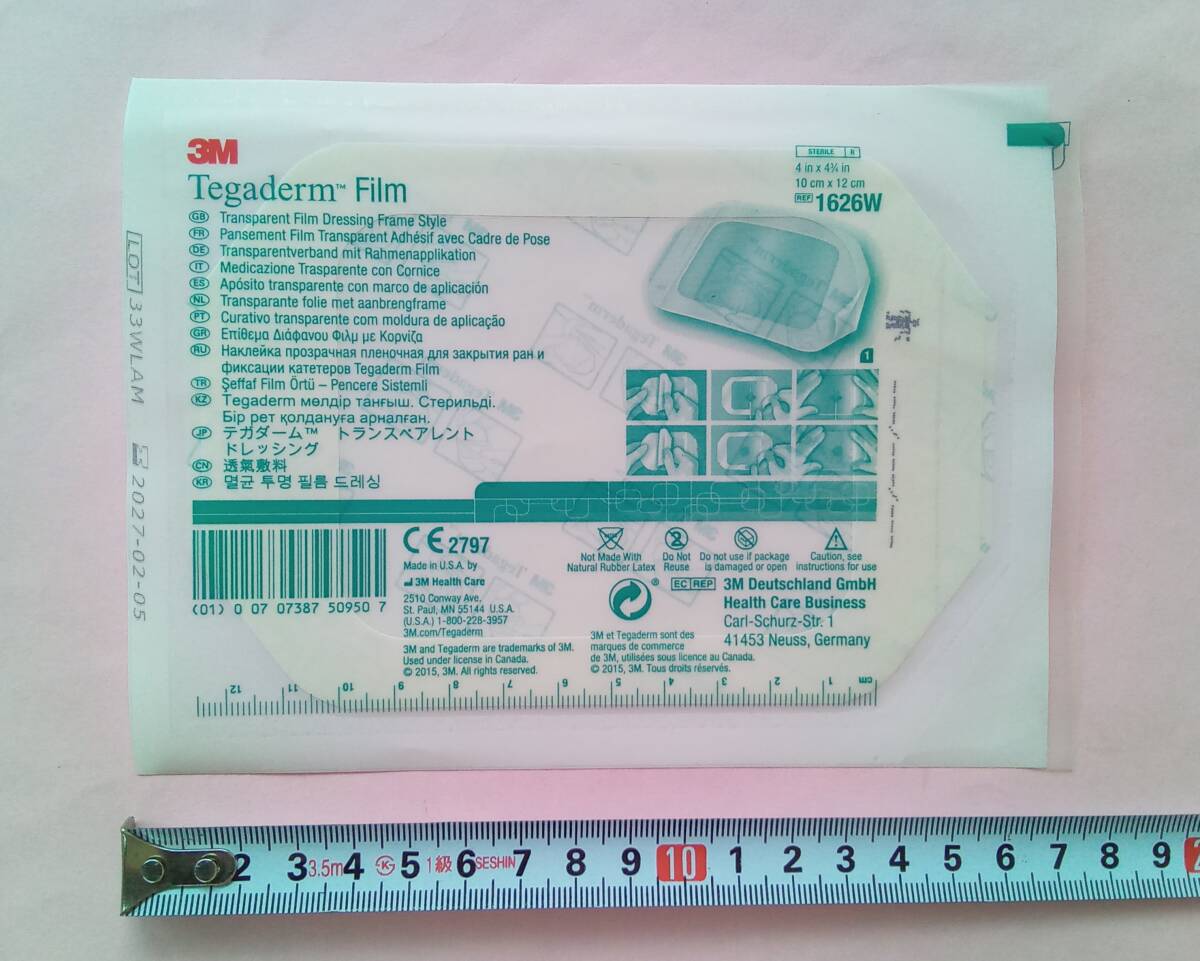 3M
Tegaderm™ Film
STERILE R
4 in x 4¾ in
10 cm x 12 cm
REF 1626W
GB Transparent Film Dressing Frame Style
FR Pansement Film Transparent Adhésif avec Cadre de Pose
DE Transparentverband mit Rahmenapplikation
IT Medicazione Trasparente con Cornice
ES Apósito transparente con marco de aplicación
NL Transparante folie met aanbrengframe
PT Curativo transparente com moldura de aplicação
GR Επίθεμα Διάφανου Φιλμ με Κορνίζα
RU Наклейка прозрачная пленочная для закрытия ран и
фиксации катетеров Tegaderm Film
TR Şeffaf Film Örtü – Pencere Sistemli
KZ Tegaderm мөлдір таңғыш. Стерильді.
Бір рет қолдануға арналған.
JP テガダーム™ トランスペアレント
ドレッシング
CN 透氣敷料
KR 멸균 투명 필름 드레싱
1
LOT 33WLAM
2027-02-05
(01) 0 07 07387 50950 7
CE 2797
Made in U.S.A. by
3M Health Care
2510 Conway Ave.
St. Paul, MN 55144 U.S.A.
(U.S.A.) 1-800-228-3957
3M.com/Tegaderm
3M and Tegaderm are trademarks of 3M.
Used under license in Canada.
© 2015, 3M. All rights reserved.
Not Made With
Natural Rubber Latex
2
Do Not
Reuse
Do not use if package
is damaged or open
Caution, see
instructions for use
®
EC REP
3M Deutschland GmbH
Health Care Business
Carl-Schurz-Str. 1
41453 Neuss, Germany
3M et Tegaderm sont des
marques de commerce
de 3M, utilisées sous licence au Canada.
© 2015, 3M. Tous droits réservés.
12 11 10 9 8 7 6 5 4 3 2 1 cm
2 3 3.5m 4 5 1級 6 SESHIN 7 8 9 10 1 2 3 4 5 6 7 8 9 2